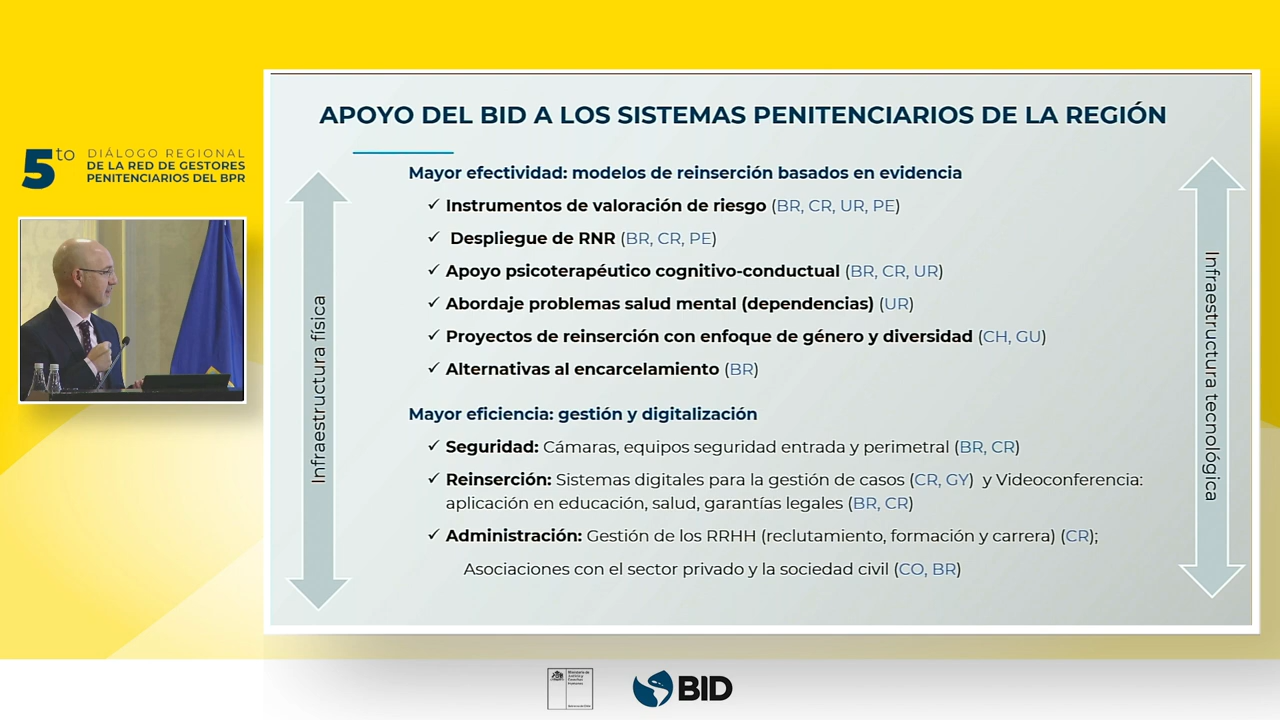 5to
DIÁLOGO REGIONAL
DE LA RED DE GESTORES
PENITENCIARIOS DEL BPR
APOYO DEL BID A LOS SISTEMAS PENITENCIARIOS DE LA REGIÓN
Infraestructura física
Mayor efectividad: modelos de reinserción basados en evidencia
✓ Instrumentos de valoración de riesgo (BR, CR, UR, PE)
✓ Despliegue de RNR (BR, CR, PE)
✓ Apoyo psicoterapéutico cognitivo-conductual (BR, CR, UR)
✓ Abordaje problemas salud mental (dependencias) (UR)
✓ Proyectos de reinserción con enfoque de género y diversidad (CH, GU)
✓ Alternativas al encarcelamiento (BR)
Mayor eficiencia: gestión y digitalización
✓ Seguridad: Cámaras, equipos seguridad entrada y perimetral (BR, CR)
✓ Reinserción: Sistemas digitales para la gestión de casos (CR, GY) y Videoconferencia:
aplicación en educación, salud, garantías legales (BR, CR)
✓ Administración: Gestión de los RRHH (reclutamiento, formación y carrera) (CR);
Asociaciones con el sector privado y la sociedad civil (CO, BR)
Infraestructura tecnológica
BID